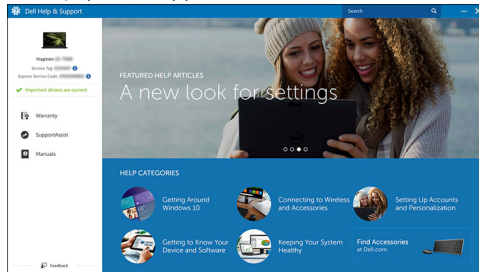 Dell Help & Support
Search
Inspiron
Service Tag
Express Service Code
Important drivers are current
Warranty
SupportAssist
Manuals
Feedback
FEATURED HELP ARTICLES
A new look for settings
HELP CATEGORIES
Getting Around
Windows 10
Connecting to Wireless
and Accessories
Setting Up Accounts
and Personalization
Getting to Know Your
Device and Software
Keeping Your System
Healthy
Find Accessories
at Dell.com